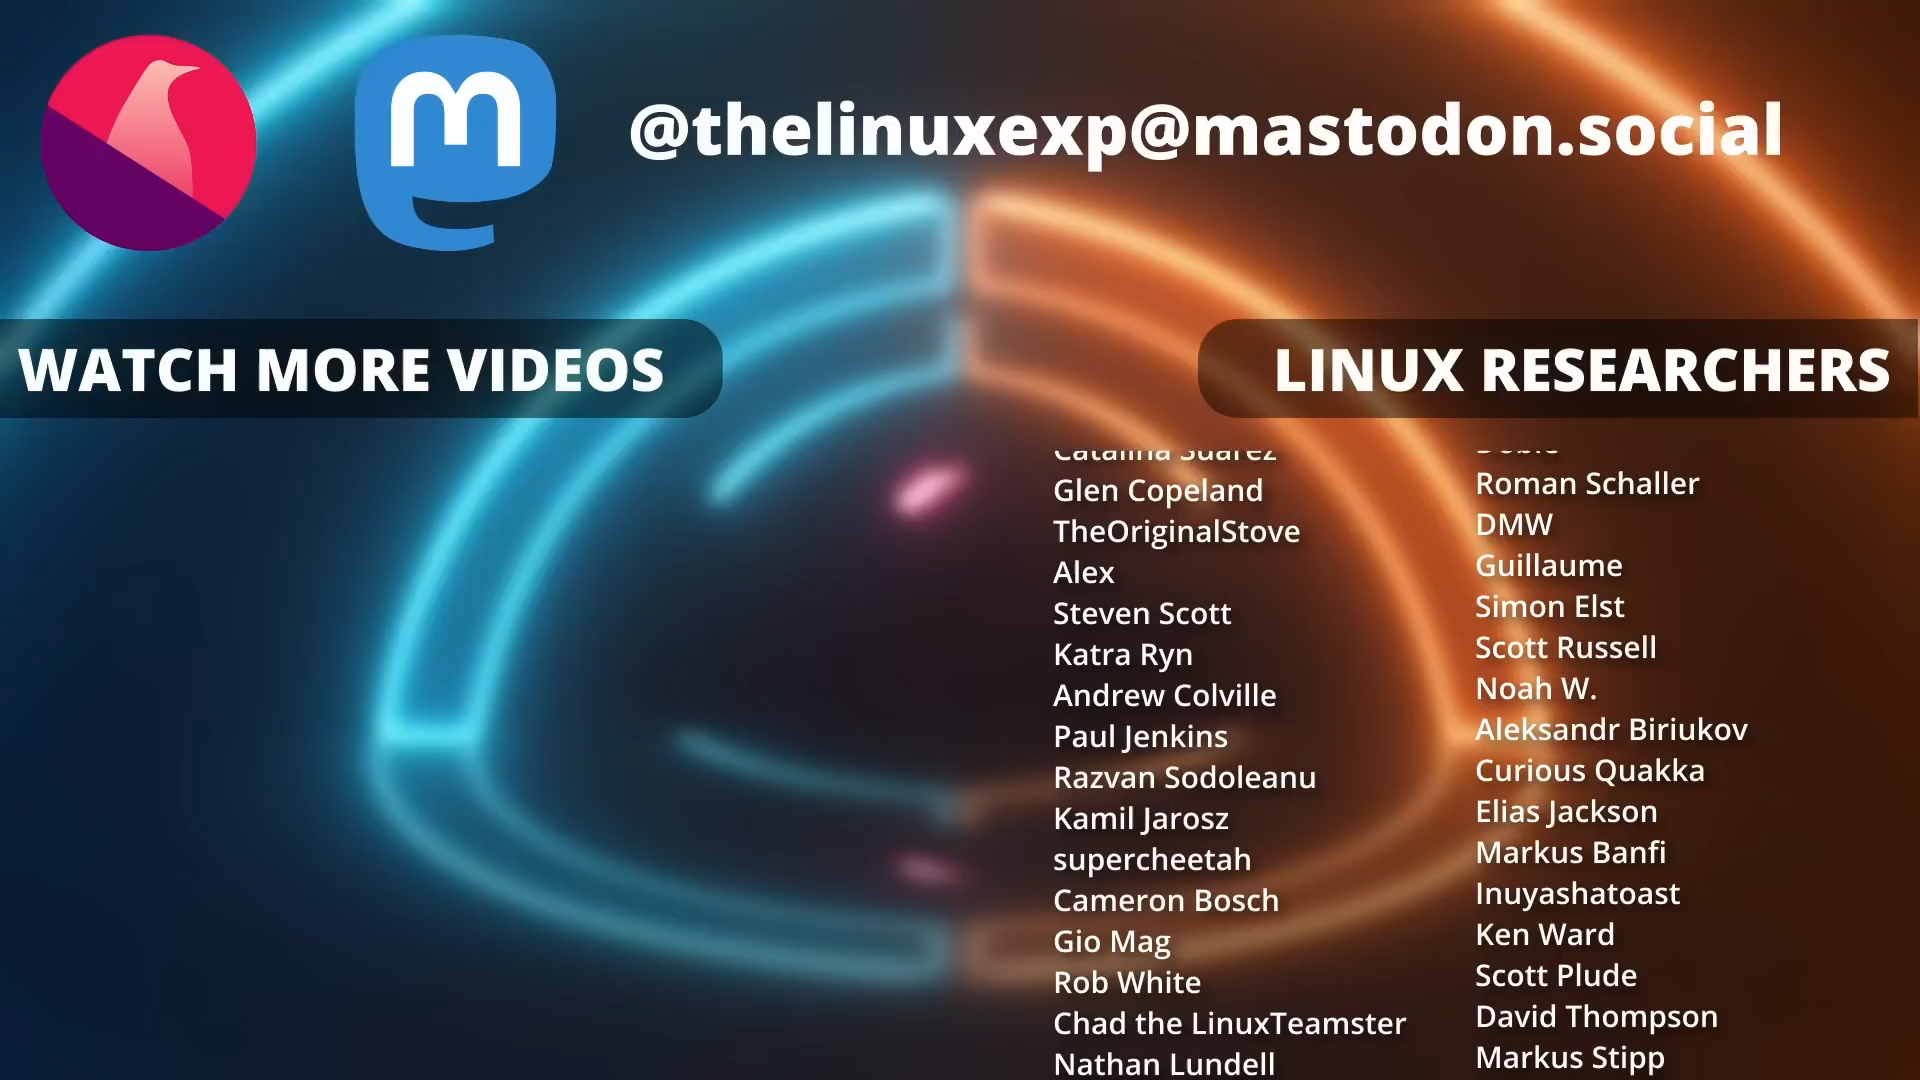 @thelinuxexp@mastodon.social
WATCH MORE VIDEOS
LINUX RESEARCHERS
Catalina Suarez
Glen Copeland
TheOriginalStove
Alex
Steven Scott
Katra Ryn
Andrew Colville
Paul Jenkins
Razvan Sodoleanu
Kamil Jarosz
supercheetah
Cameron Bosch
Gio Mag
Rob White
Chad the LinuxTeamster
Nathan Lundell
Roman Schaller
DMW
Guillaume
Simon Elst
Scott Russell
Noah W.
Aleksandr Biriukov
Curious Quakka
Elias Jackson
Markus Banfi
Inuyashatoast
Ken Ward
Scott Plude
David Thompson
Markus Stipp